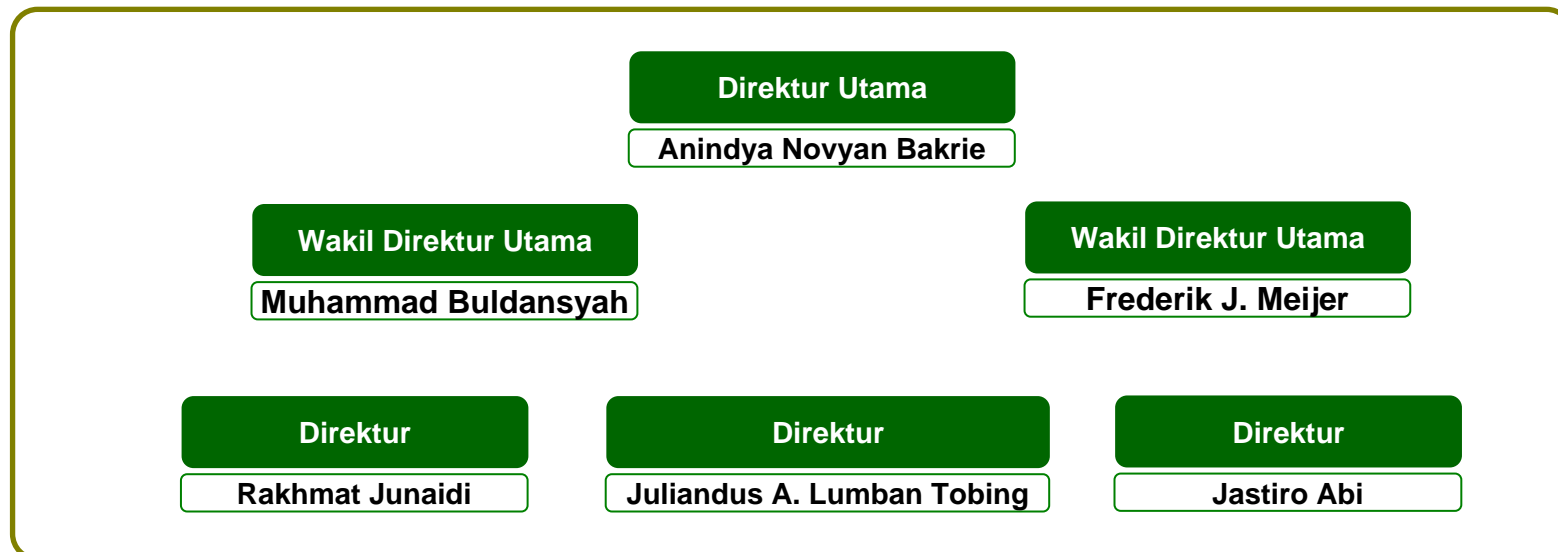 Direktur Utama
Anindya Novyan Bakrie
Wakil Direktur Utama
Muhammad Buldansyah
Wakil Direktur Utama
Frederik J. Meijer
Direktur
Rakhmat Junaidi
Direktur
Juliandus A. Lumban Tobing
Direktur
Jastiro Abi